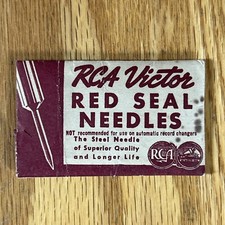 RCA Victor
RED SEAL
NEEDLES
NOT recommended for use on automatic record changers
The Steel Needle
of Superior Quality
and Longer Life
RCA